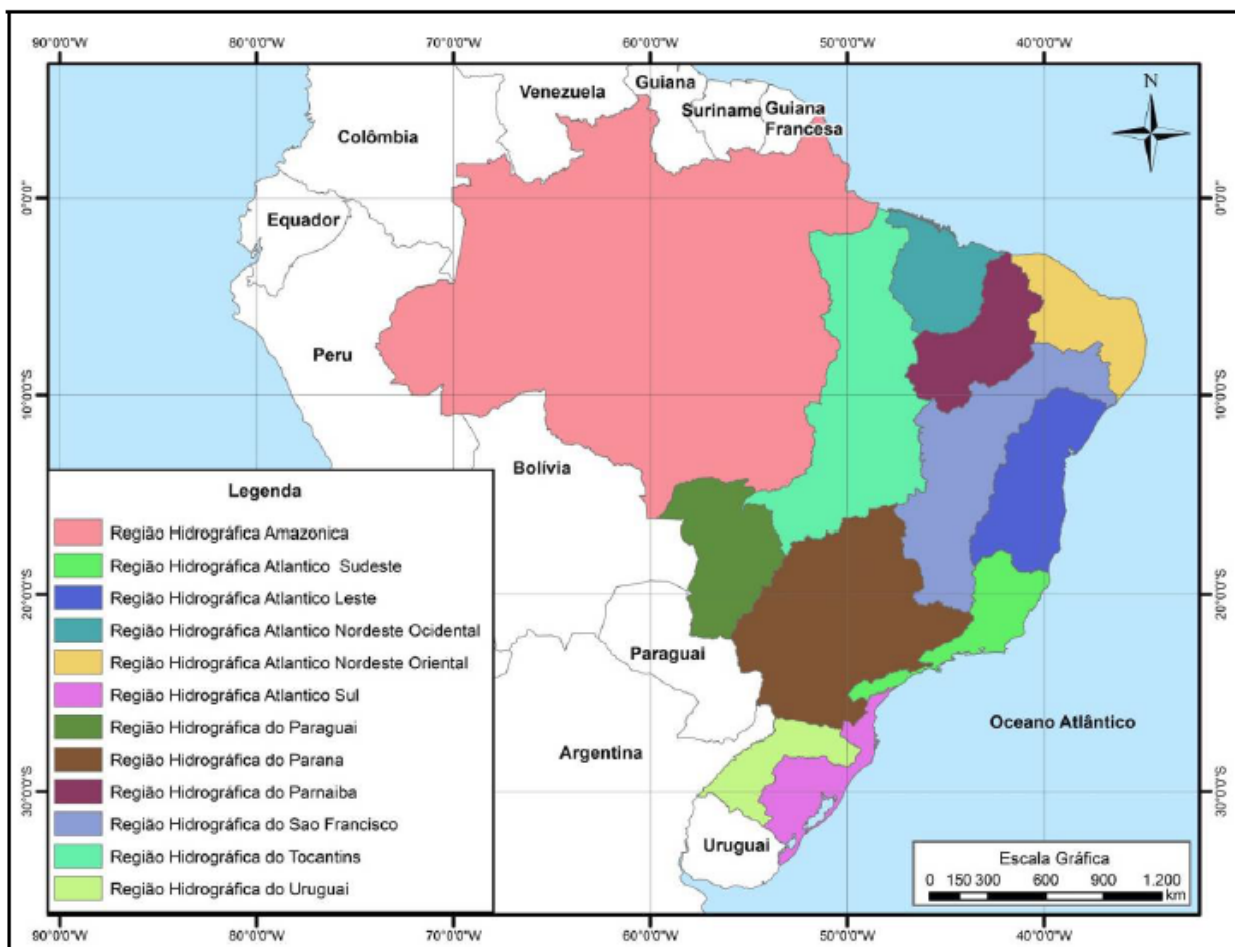 90°0'0"W 80°0'0"W 70°0'0"W 60°0'0"W 50°0'0"W 40°0'0"W
N
Venezuela
Guiana
Suriname
Guiana
Francesa
Colômbia
0°0'0"
0°0'0"
Equador
Peru
10°0'0"S
10°0'0"S
Bolívia
Legenda
Região Hidrográfica Amazonica
Região Hidrográfica Atlantico Sudeste
Região Hidrográfica Atlantico Leste
Região Hidrográfica Atlantico Nordeste Ocidental
Região Hidrográfica Atlantico Nordeste Oriental
Região Hidrográfica Atlantico Sul
Região Hidrográfica do Paraguai
Região Hidrográfica do Parana
Região Hidrográfica do Parnaiba
Região Hidrográfica do Sao Francisco
Região Hidrográfica do Tocantins
Região Hidrográfica do Uruguai
20°0'0"S
20°0'0"S
Paraguai
Oceano Atlântico
Argentina
30°0'0"S
30°0'0"S
Uruguai
Escala Gráfica
0 150 300 600 900 1.200
km
90°0'0"W 80°0'0"W 70°0'0"W 60°0'0"W 50°0'0"W 40°0'0"W